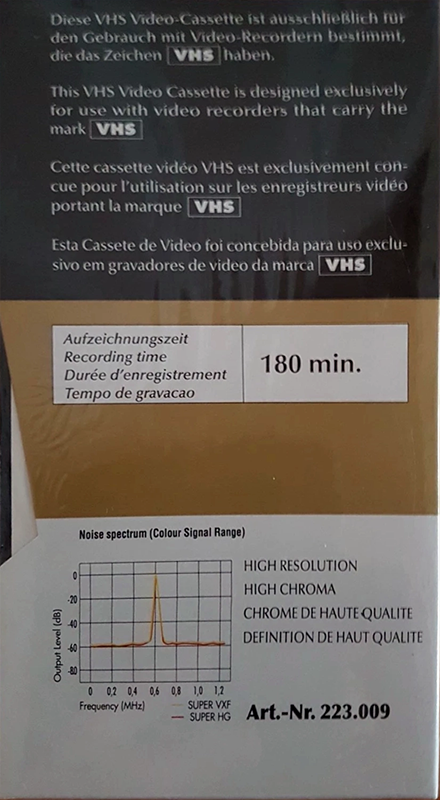 Diese VHS Video-Cassette ist ausschließlich für
den Gebrauch mit Video-Recordern bestimmt,
die das Zeichen VHS haben.
This VHS Video Cassette is designed exclusively
for use with video recorders that carry the
mark VHS
Cette cassette vidéo VHS est exclusivement con-
cue pour l'utilisation sur les enregistreurs vidéo
portant la marque VHS
Esta Cassete de Video foi concebida para uso exclu-
sivo em gravadores de video da marca VHS
Aufzeichnungszeit
Recording time
Durée d'enregistrement
Tempo de gravacao
180 min.
Noise spectrum (Colour Signal Range)
HIGH RESOLUTION
HIGH CHROMA
CHROME DE HAUTE QUALITE
DEFINITION DE HAUT QUALITE
Output Level (dB)
0
-20
-40
-60
-80
0 0,2 0,4 0,6 0,8 1,0 1,2
Frequency (MHz)
SUPER VXF
SUPER HG
Art.-Nr. 223.009